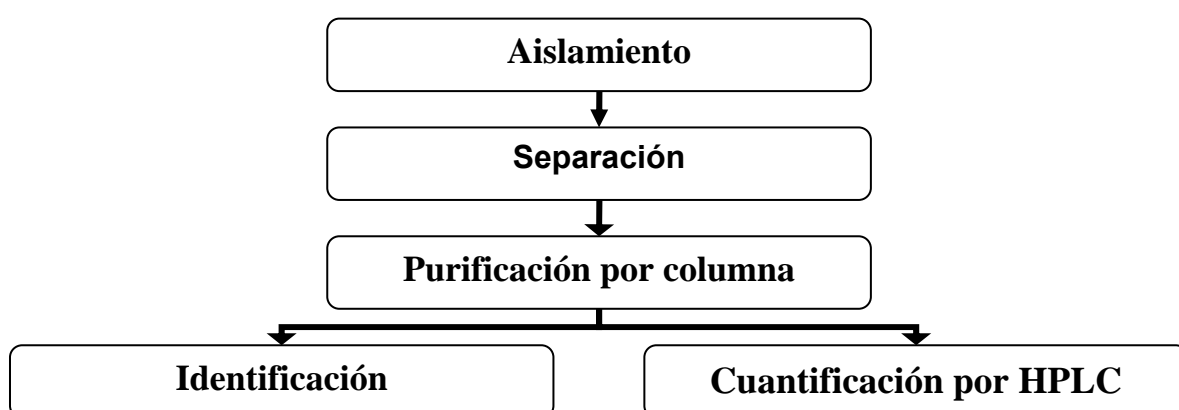 Aislamiento
Separación
Purificación por columna
Identificación
Cuantificación por HPLC